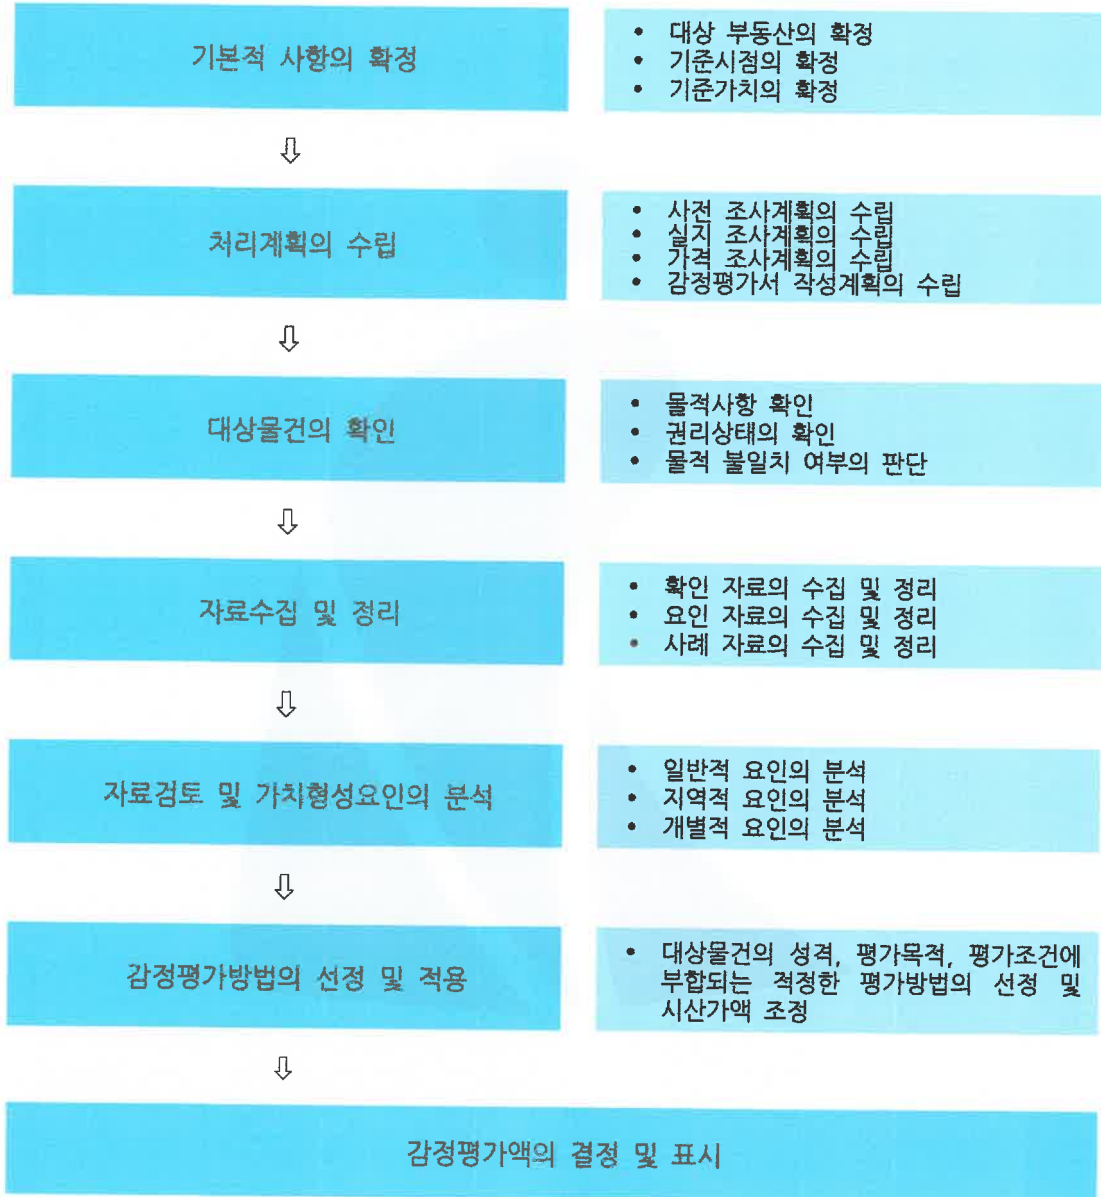 기본적 사항의 확정
• 대상 부동산의 확정
• 기준시점의 확정
• 기준가치의 확정
⇩
처리계획의 수립
• 사전 조사계획의 수립
• 실지 조사계획의 수립
• 가격 조사계획의 수립
• 감정평가서 작성계획의 수립
⇩
대상물건의 확인
• 물적사항 확인
• 권리상태의 확인
• 물적 불일치 여부의 판단
⇩
자료수집 및 정리
• 확인 자료의 수집 및 정리
• 요인 자료의 수집 및 정리
• 사례 자료의 수집 및 정리
⇩
자료검토 및 가치형성요인의 분석
• 일반적 요인의 분석
• 지역적 요인의 분석
• 개별적 요인의 분석
⇩
감정평가방법의 선정 및 적용
• 대상물건의 성격, 평가목적, 평가조건에
부합되는 적정한 평가방법의 선정 및
시산가액 조정
⇩
감정평가액의 결정 및 표시